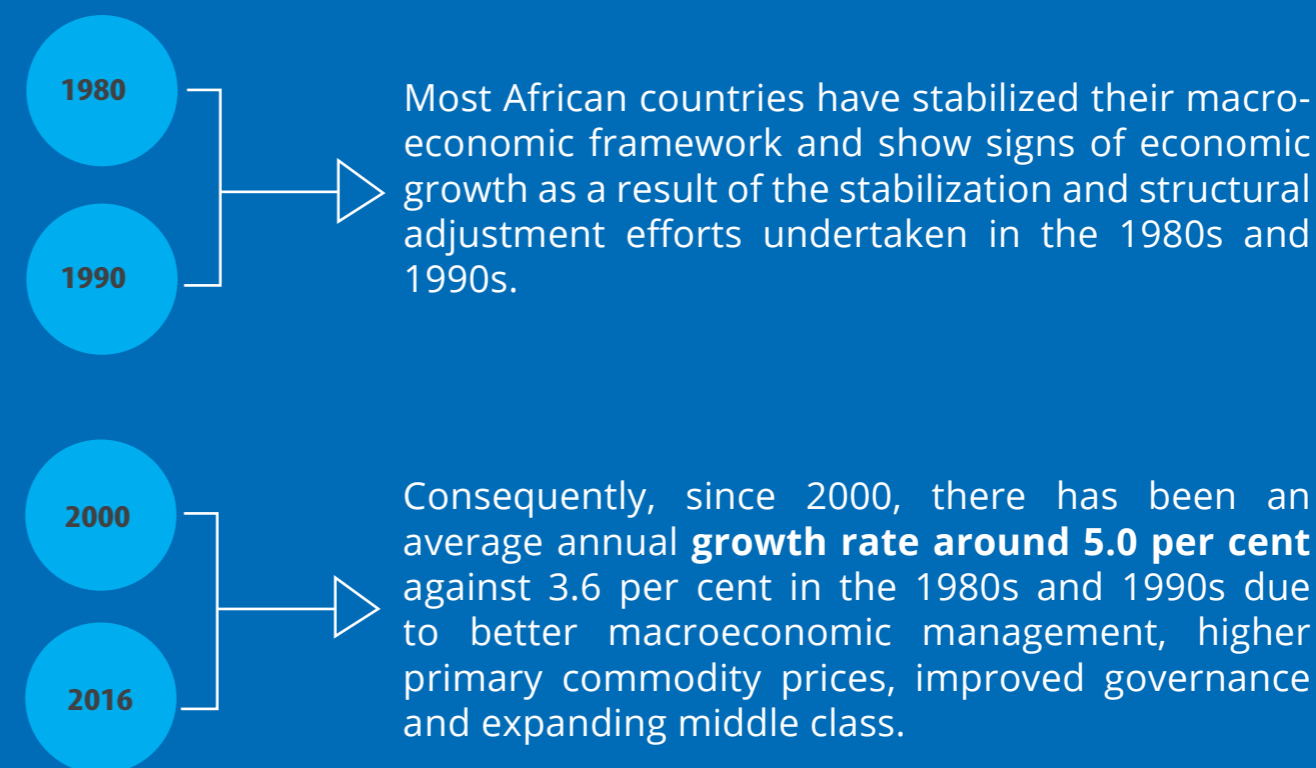 1980
Most African countries have stabilized their macro-
economic framework and show signs of economic
growth as a result of the stabilization and structural
adjustment efforts undertaken in the 1980s and
1990s.
1990
2000
Consequently, since 2000, there has been an
average annual growth rate around 5.0 per cent
against 3.6 per cent in the 1980s and 1990s due
to better macroeconomic management, higher
primary commodity prices, improved governance
and expanding middle class.
2016